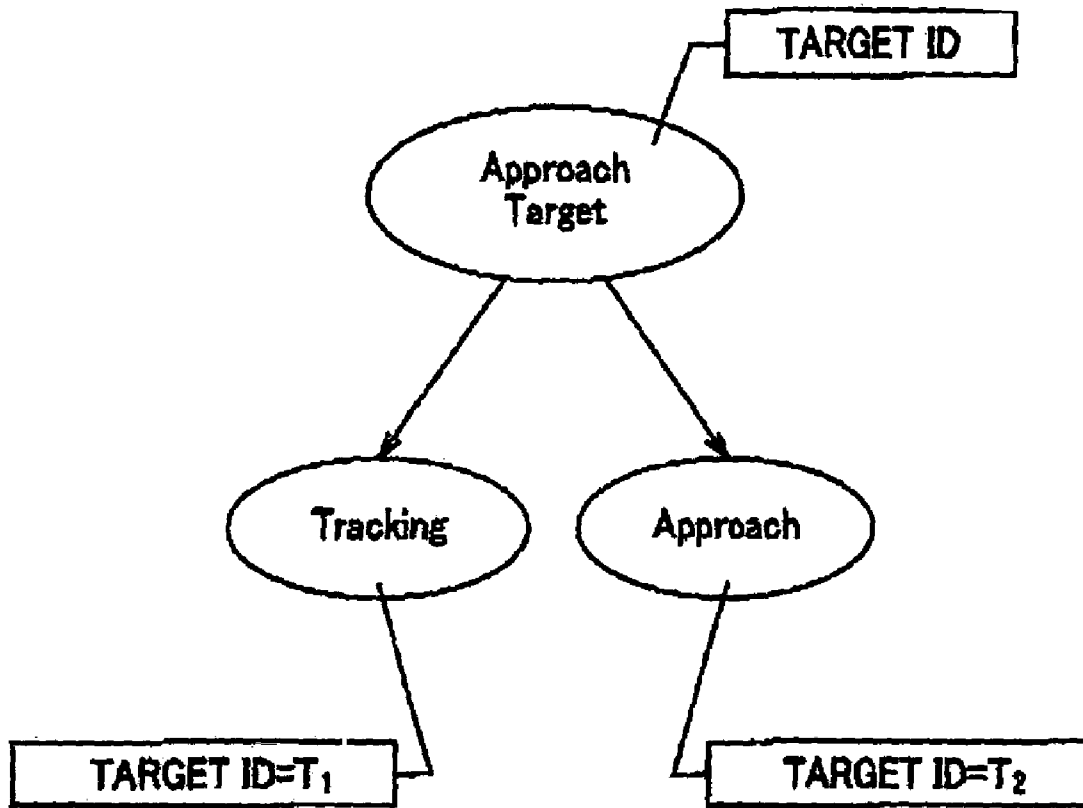 TARGET ID
Approach
Target
Tracking
Approach
TARGET ID=T₁
TARGET ID=T₂